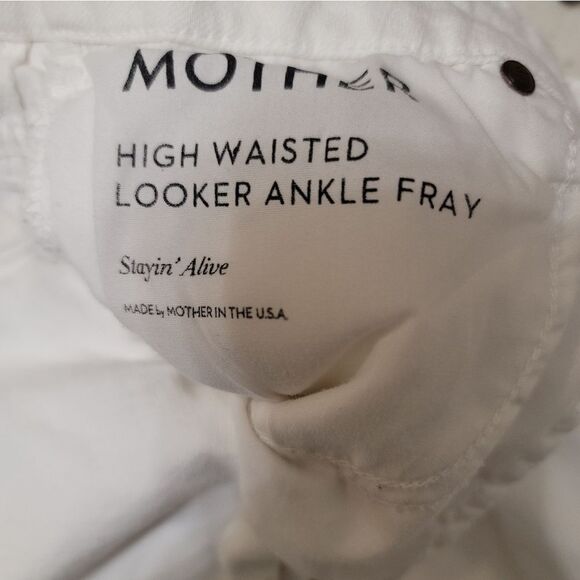 MOTHER
HIGH WAISTED
LOOKER ANKLE FRAY
Stayin' Alive
MADE by MOTHER IN THE U.S.A.